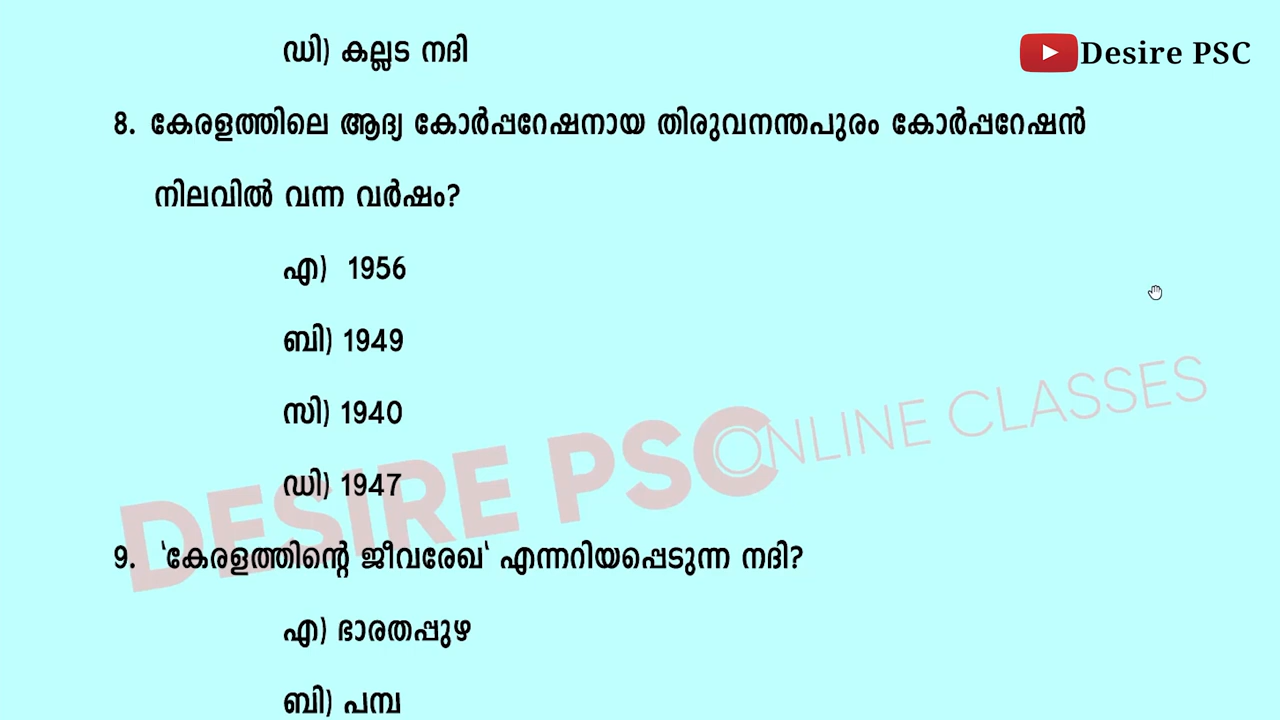 ഡി) കല്ലട നദി
Desire PSC
8. കേരളത്തിലെ ആദ്യ കോർപ്പറേഷനായ തിരുവനന്തപുരം കോർപ്പറേഷൻ
നിലവിൽ വന്ന വർഷം?
എ) 1956
ബി) 1949
സി) 1940
ഡി) 1947
DESIRE PSC ONLINE CLASSES
9. 'കേരളത്തിന്റെ ജീവരേഖ' എന്നറിയപ്പെടുന്ന നദി?
എ) ഭാരതപ്പുഴ
ബി) പമ്പ